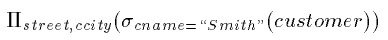 Π_{street,ccity}(σ_{cname=“Smith”}(customer))